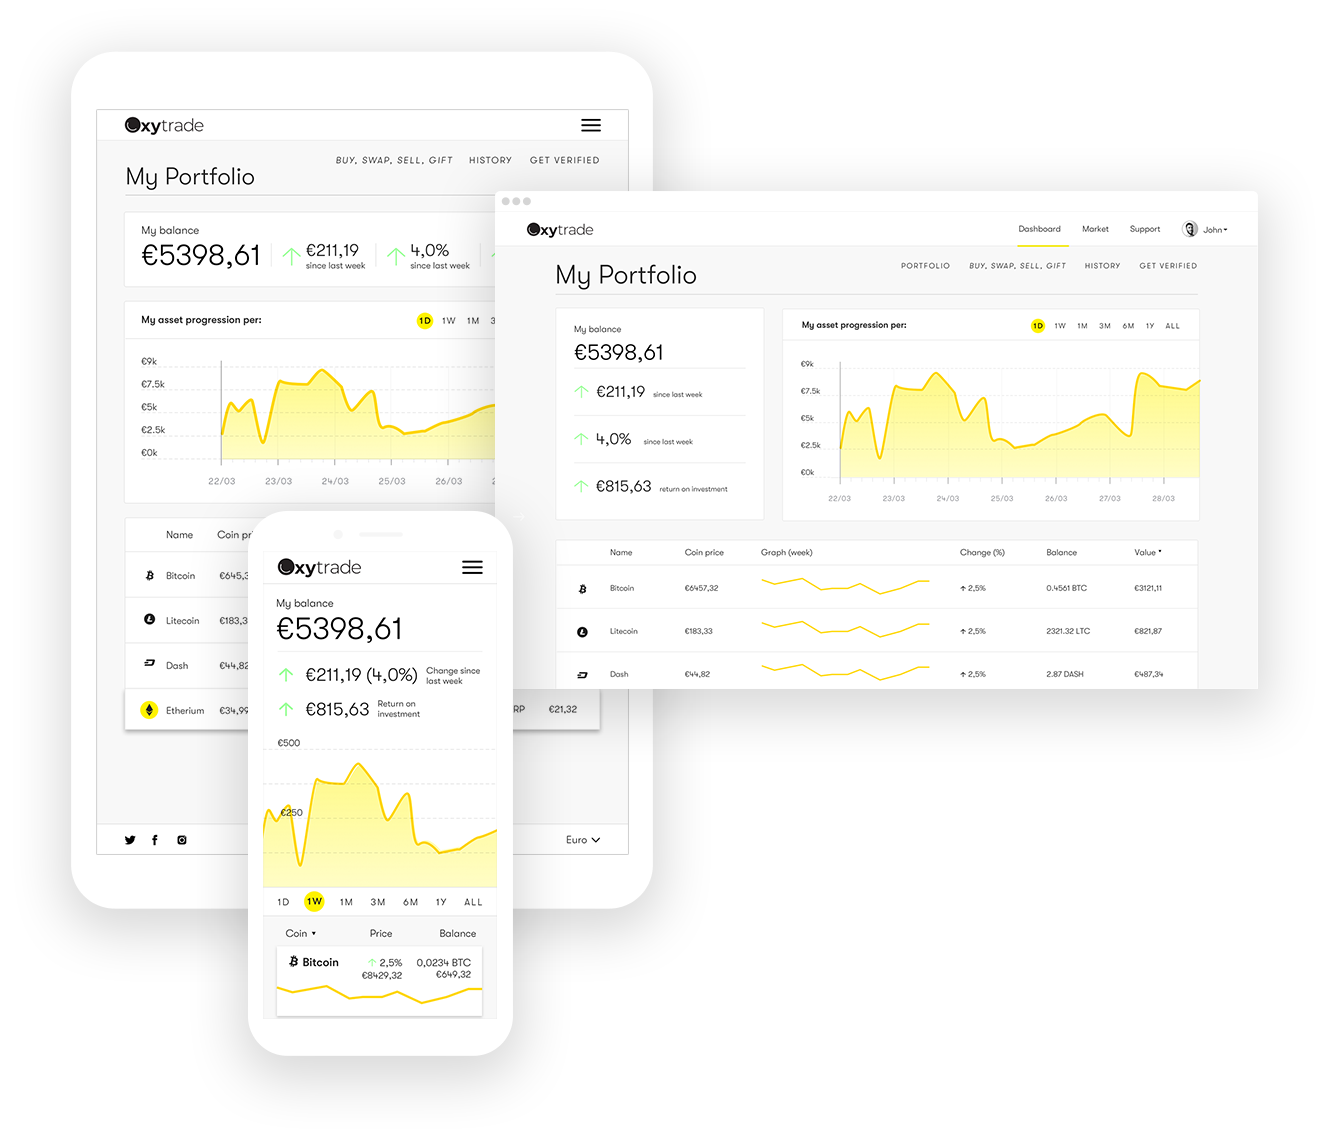 Oxytrade
BUY, SWAP, SELL, GIFT HISTORY GET VERIFIED
My Portfolio
My balance
€5398,61
€211,19
since last week
4,0%
since last week
My asset progression per:
1D 1W 1M
€9k
€7.5k
€5k
€2.5k
€0k
22/03 23/03 24/03 25/03 26/03
Name Coin
Bitcoin
Litecoin €183,3
Dash €44,82
Etherium €34,99 RP €21,32
Euro
Oxytrade
Dashboard Market Support John
My Portfolio
PORTFOLIO BUY, SWAP, SELL, GIFT HISTORY GET VERIFIED
My balance
€5398,61
€211,19 since last week
4,0% since last week
€815,63 return on investment
My asset progression per:
1D 1W 1M 3M 6M 1Y ALL
€9k
€7.5k
€5k
€2.5k
€0k
22/03 23/03 24/03 25/03 26/03 27/03 28/03
Name Coin price Graph (week) Change (%) Balance Value
Bitcoin €6457,32 2,5% 0.4561 BTC €3121,11
Litecoin €183,33 2,5% 2321.32 LTC €821,87
Dash €44,82 2,5% 2.87 DASH €487,34
Oxytrade
My balance
€5398,61
€211,19 (4,0%) Change since
last week
€815,63 Return on
investment
€500
€250
1D 1W 1M 3M 6M 1Y ALL
Coin Price Balance
Bitcoin 2,5% 0,0234 BTC
€8429,32 €649,32